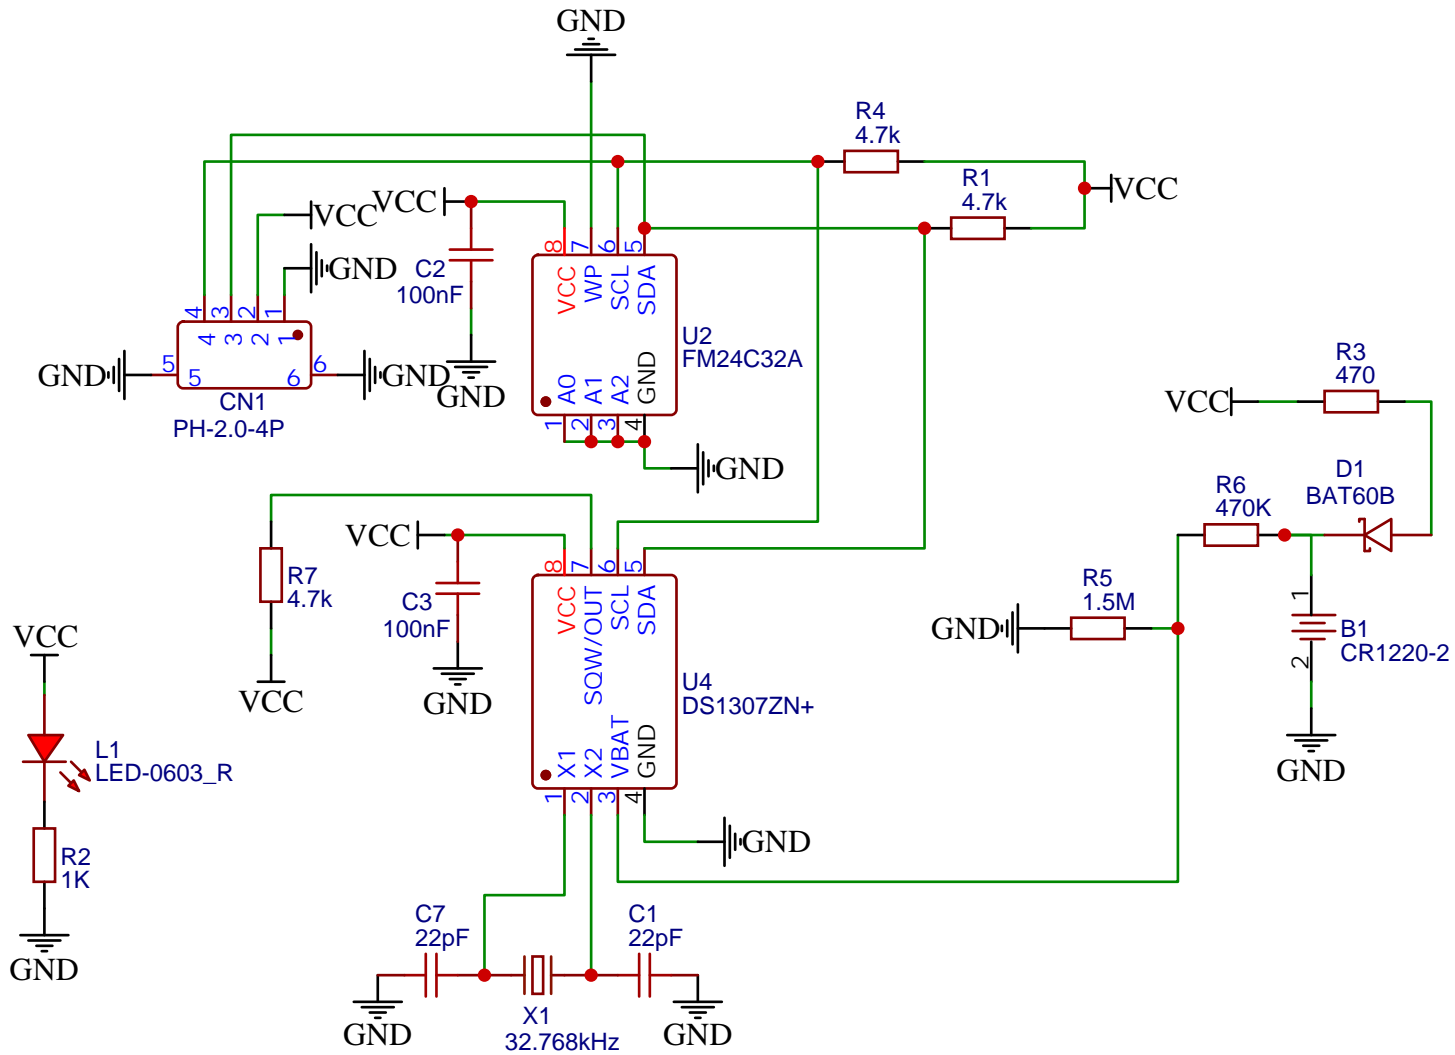 GND
R4
4.7k
R1
4.7k
VCC
VCC
VCC
GND
C2
100nF
GND
8
7
6
5
VCC
WP
SCL
SDA
U2
FM24C32A
A0
A1
A2
GND
1
2
3
4
GND
4
3
2
1
4
3
2
1
GND
5
5
6
6
GND
CN1
PH-2.0-4P
R3
470
VCC
D1
BAT60B
R6
470K
R5
1.5M
GND
1
2
B1
CR1220-2
GND
VCC
C3
100nF
GND
R7
4.7k
VCC
8
7
6
5
VCC
SQW/OUT
SCL
SDA
U4
DS1307ZN+
X1
X2
VBAT
GND
1
2
3
4
GND
VCC
L1
LED-0603_R
R2
1K
GND
C7
22pF
C1
22pF
GND
X1
32.768kHz
GND